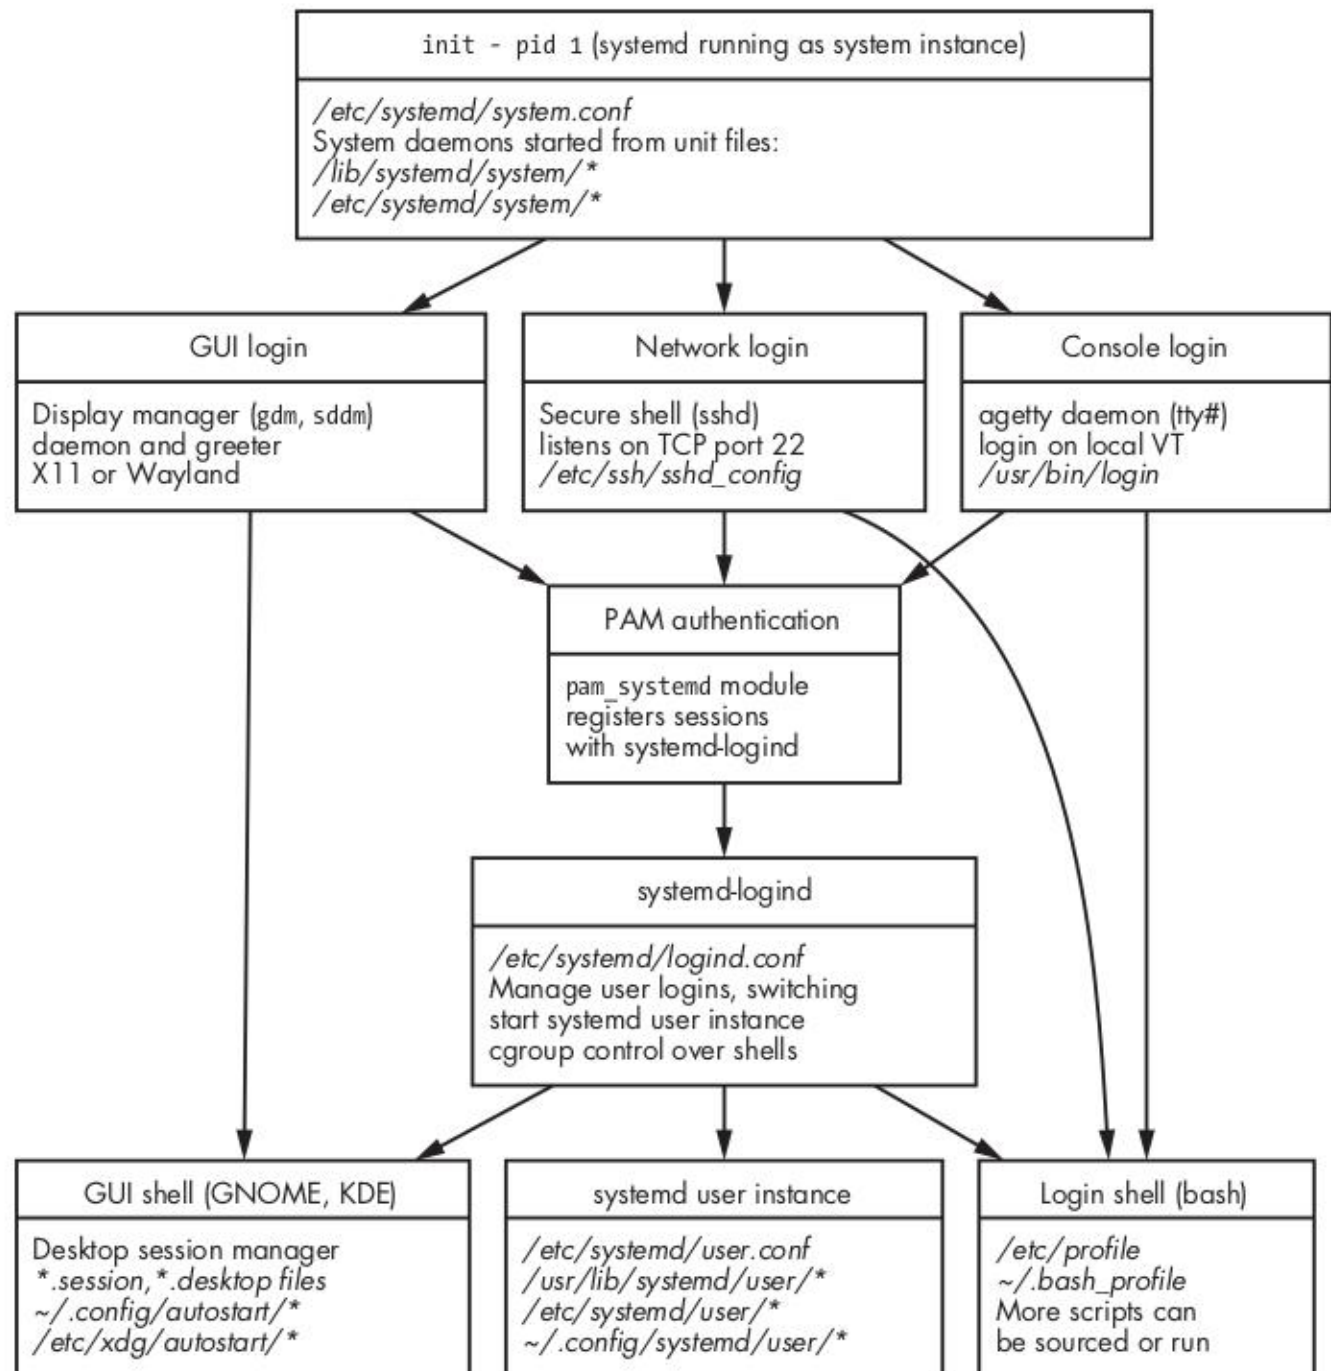 init - pid 1 (systemd running as system instance)
/etc/systemd/system.conf
System daemons started from unit files:
/lib/systemd/system/*
/etc/systemd/system/*
GUI login
Display manager (gdm, sddm)
daemon and greeter
X11 or Wayland
Network login
Secure shell (sshd)
listens on TCP port 22
/etc/ssh/sshd_config
Console login
agetty daemon (tty#)
login on local VT
/usr/bin/login
PAM authentication
pam_systemd module
registers sessions
with systemd-logind
systemd-logind
/etc/systemd/logind.conf
Manage user logins, switching
start systemd user instance
cgroup control over shells
GUI shell (GNOME, KDE)
Desktop session manager
*.session,*.desktop files
~/.config/autostart/*
/etc/xdg/autostart/*
systemd user instance
/etc/systemd/user.conf
/usr/lib/systemd/user/*
/etc/systemd/user/*
~/.config/systemd/user/*
Login shell (bash)
/etc/profile
~/.bash_profile
More scripts can
be sourced or run